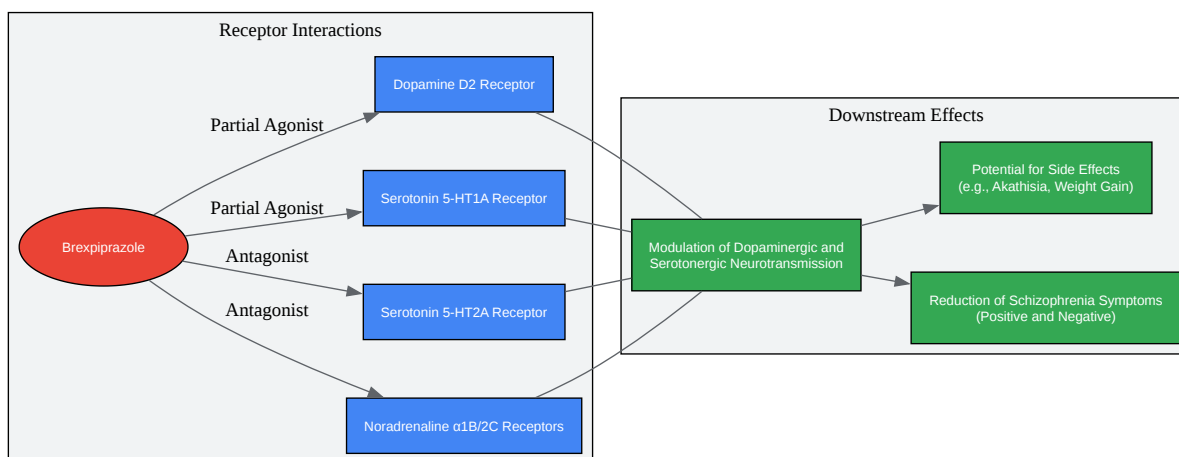 Receptor Interactions
Dopamine D2 Receptor
Partial Agonist
Serotonin 5-HT1A Receptor
Partial Agonist
Brexpiprazole
Antagonist
Serotonin 5-HT2A Receptor
Antagonist
Noradrenaline α1B/2C Receptors
Downstream Effects
Potential for Side Effects
(e.g., Akathisia, Weight Gain)
Modulation of Dopaminergic and
Serotonergic Neurotransmission
Reduction of Schizophrenia Symptoms
(Positive and Negative)